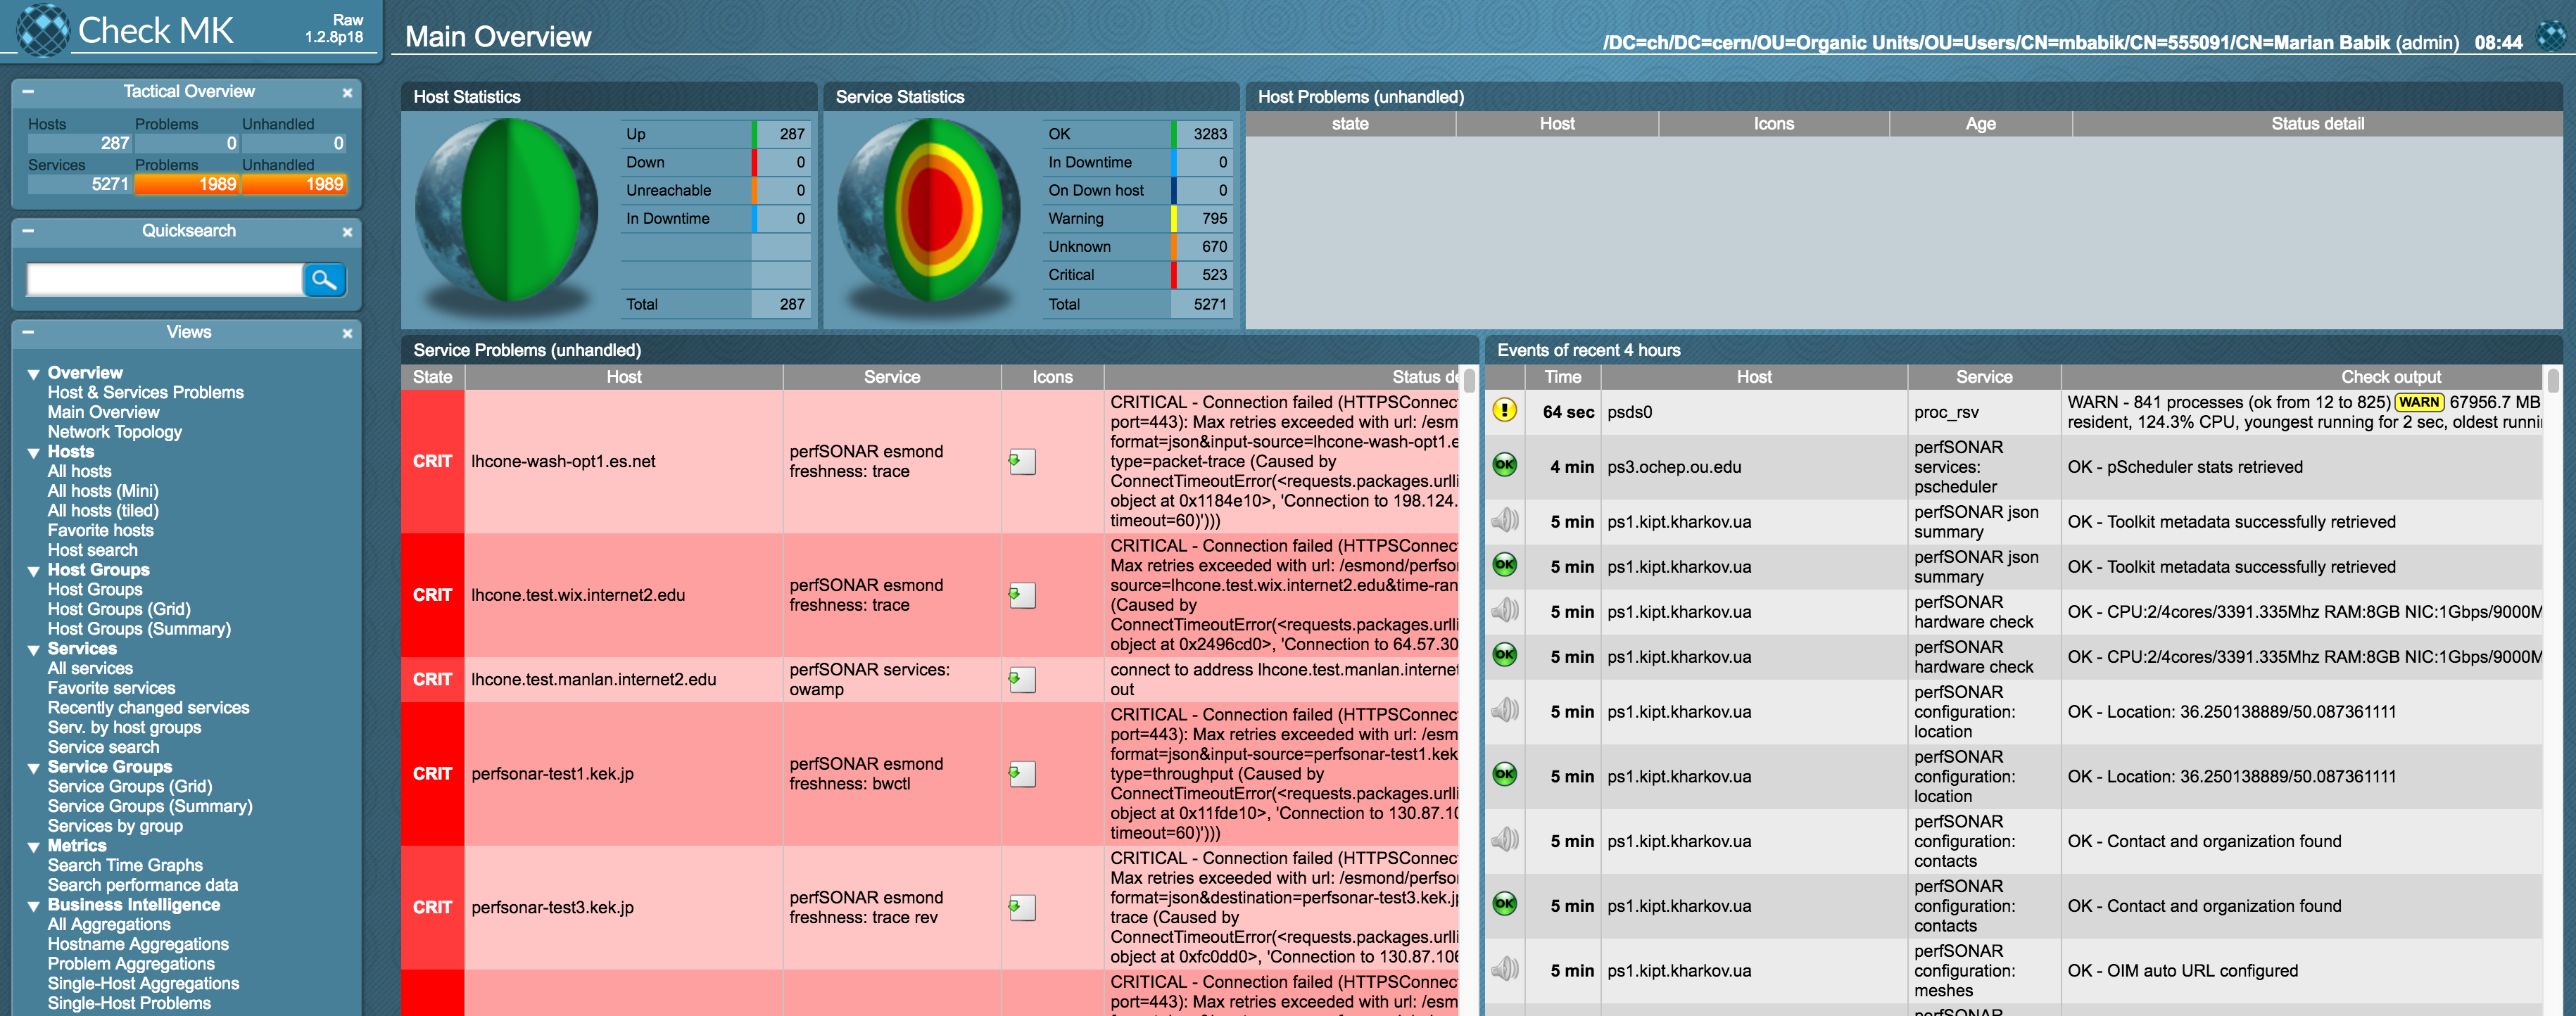 Check MK
Raw
1.2.8p18
Main Overview
/DC=ch/DC=cern/OU=Organic Units/OU=Users/CN=mbabik/CN=555091/CN=Marian Babik (admin) 08:44
Tactical Overview
Hosts Problems Unhandled
287 0 0
Services Problems Unhandled
5271 1989 1989
Quicksearch
Views
Overview
Host & Services Problems
Main Overview
Network Topology
Hosts
All hosts
All hosts (Mini)
All hosts (tiled)
Favorite hosts
Host search
Host Groups
Host Groups
Host Groups (Grid)
Host Groups (Summary)
Services
All services
Favorite services
Recently changed services
Serv. by host groups
Service search
Service Groups
Service Groups (Grid)
Service Groups (Summary)
Services by group
Metrics
Search Time Graphs
Search performance data
Business Intelligence
All Aggregations
Hostname Aggregations
Problem Aggregations
Single-Host Aggregations
Single-Host Problems
Host Statistics
Up 287
Down 0
Unreachable 0
In Downtime 0
Total 287
Service Statistics
OK 3283
In Downtime 0
On Down host 0
Warning 795
Unknown 670
Critical 523
Total 5271
Host Problems (unhandled)
state Host Icons Age Status detail
Service Problems (unhandled)
State Host Service Icons Status de
CRIT lhcone-wash-opt1.es.net
perfSONAR esmond
freshness: trace
CRITICAL - Connection failed (HTTPSConnec
port=443): Max retries exceeded with url: /esm
format=json&input-source=lhcone-wash-opt1.e
type=packet-trace (Caused by
ConnectTimeoutError(<requests.packages.urlli
object at 0x1184e10>, 'Connection to 198.124.
timeout=60)')))
CRIT lhcone.test.wix.internet2.edu
perfSONAR esmond
freshness: trace
CRITICAL - Connection failed (HTTPSConnec
Max retries exceeded with url: /esmond/perfso
source=lhcone.test.wix.internet2.edu&time-ran
(Caused by
ConnectTimeoutError(<requests.packages.urlli
object at 0x2496cd0>, 'Connection to 64.57.30
CRIT lhcone.test.manlan.internet2.edu
perfSONAR services:
owamp
connect to address lhcone.test.manlan.internet
out
CRIT perfsonar-test1.kek.jp
perfSONAR esmond
freshness: bwctl
CRITICAL - Connection failed (HTTPSConnec
port=443): Max retries exceeded with url: /esm
format=json&input-source=perfsonar-test1.kek
type=throughput (Caused by
ConnectTimeoutError(<requests.packages.urlli
object at 0x11fde10>, 'Connection to 130.87.10
timeout=60)')))
CRIT perfsonar-test3.kek.jp
perfSONAR esmond
freshness: trace rev
CRITICAL - Connection failed (HTTPSConnec
Max retries exceeded with url: /esmond/perfso
format=json&destination=perfsonar-test3.kek.j
trace (Caused by
ConnectTimeoutError(<requests.packages.urlli
object at 0xfc0dd0>, 'Connection to 130.87.106
CRITICAL - Connection failed (HTTPSConnec
port=443): Max retries exceeded with url: /esm
Events of recent 4 hours
Time Host Service Check output
64 sec psds0 proc_rsv
WARN - 841 processes (ok from 12 to 825) WARN 67956.7 MB
resident, 124.3% CPU, youngest running for 2 sec, oldest runni
OK 4 min ps3.ochep.ou.edu
perfSONAR
services:
pscheduler
OK - pScheduler stats retrieved
5 min ps1.kipt.kharkov.ua
perfSONAR json
summary
OK - Toolkit metadata successfully retrieved
OK 5 min ps1.kipt.kharkov.ua
perfSONAR json
summary
OK - Toolkit metadata successfully retrieved
5 min ps1.kipt.kharkov.ua
perfSONAR
hardware check
OK - CPU:2/4cores/3391.335Mhz RAM:8GB NIC:1Gbps/9000M
OK 5 min ps1.kipt.kharkov.ua
perfSONAR
hardware check
OK - CPU:2/4cores/3391.335Mhz RAM:8GB NIC:1Gbps/9000M
5 min ps1.kipt.kharkov.ua
perfSONAR
configuration:
location
OK - Location: 36.250138889/50.087361111
OK 5 min ps1.kipt.kharkov.ua
perfSONAR
configuration:
location
OK - Location: 36.250138889/50.087361111
5 min ps1.kipt.kharkov.ua
perfSONAR
configuration:
contacts
OK - Contact and organization found
OK 5 min ps1.kipt.kharkov.ua
perfSONAR
configuration:
contacts
OK - Contact and organization found
5 min ps1.kipt.kharkov.ua
perfSONAR
configuration:
meshes
OK - OIM auto URL configured
perfSONAR